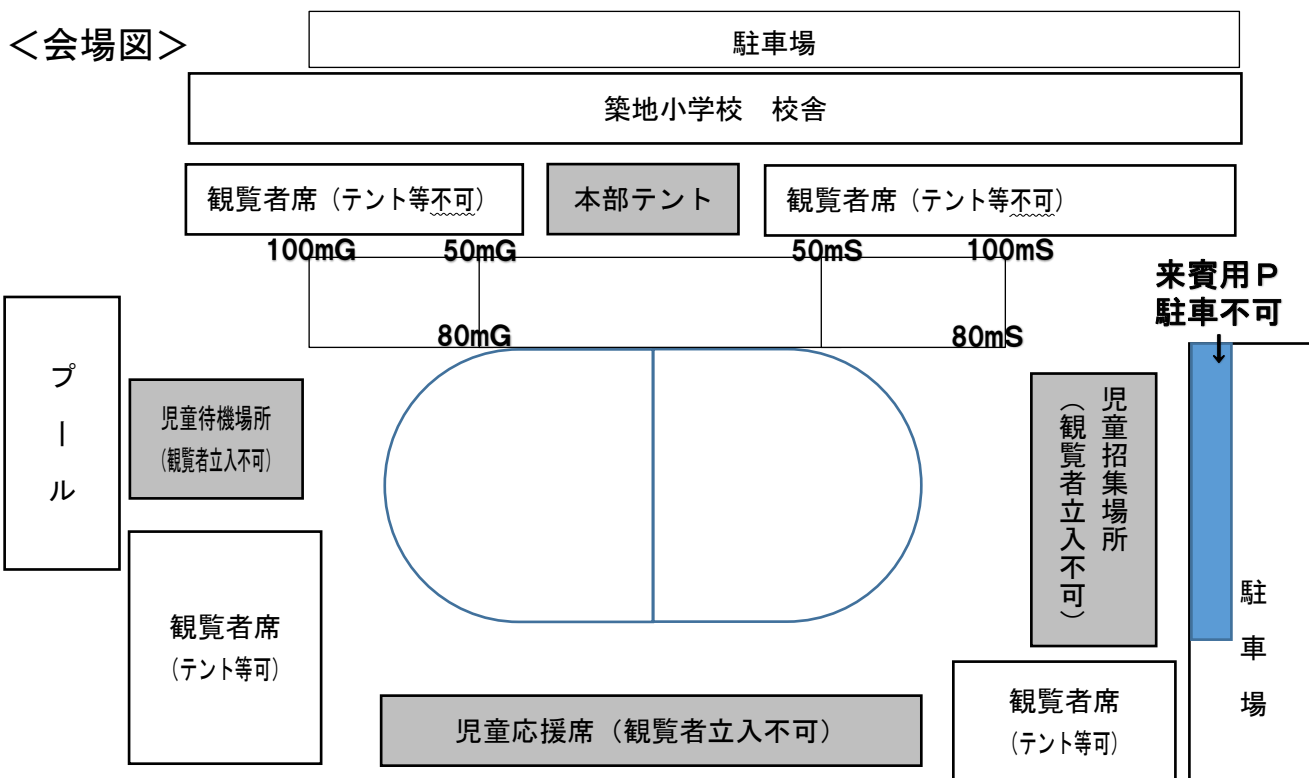 ＜会場図＞
駐車場
築地小学校　校舎
観覧者席（テント等不可）
本部テント
観覧者席（テント等不可）
100mG
50mG
50mS
100mS
来賓用Ｐ
駐車不可
↓
80mG
80mS
プール
児童待機場所
（観覧者立入不可）
児童招集場所
（観覧者立入不可）
駐車場
観覧者席
（テント等可）
児童応援席（観覧者立入不可）
観覧者席
（テント等可）